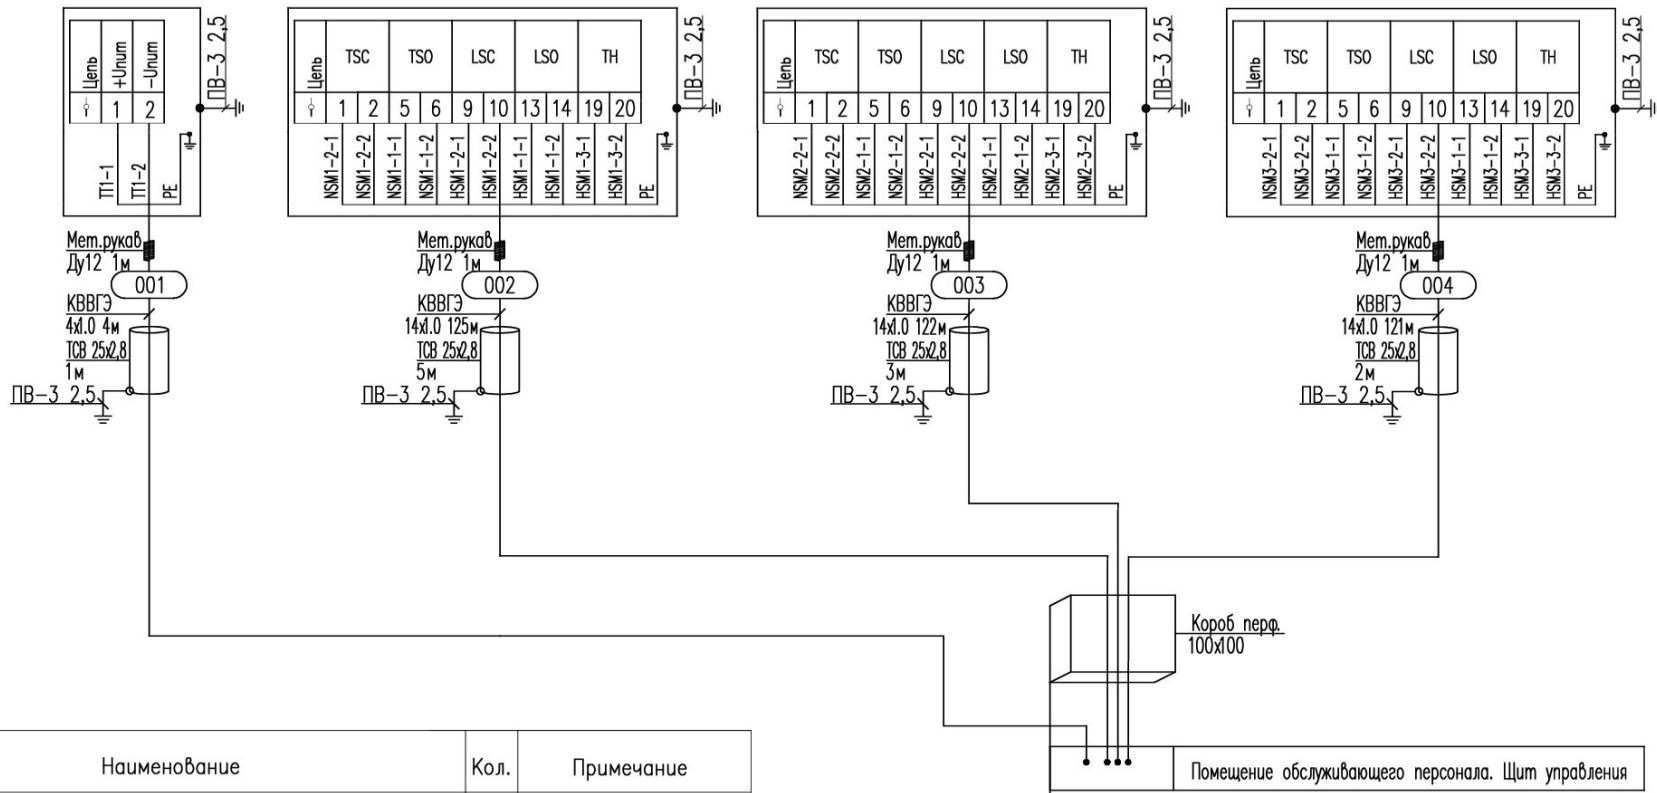 Цепь +Uпит −Uпит
1 2
ТП1-1 ТП1-2 PE
ПВ-3 2,5
Мет.рукав
Ду12 1м
001
КВВГЭ
4х1.0 4м
ТСВ 25х2,8
1м
ПВ-3 2,5
Цепь TSC TSO LSC LSO TH
1 2 5 6 9 10 13 14 19 20
NSM1-2-1 NSM1-2-2 NSM1-1-1 NSM1-1-2 HSM1-2-1 HSM1-2-2 HSM1-1-1 HSM1-1-2 HSM1-3-1 HSM1-3-2 PE
ПВ-3 2,5
Мет.рукав
Ду12 1м
002
КВВГЭ
14х1.0 125м
ТСВ 25х2,8
5м
ПВ-3 2,5
Цепь TSC TSO LSC LSO TH
1 2 5 6 9 10 13 14 19 20
NSM2-2-1 NSM2-2-2 NSM2-1-1 NSM2-1-2 HSM2-2-1 HSM2-2-2 HSM2-1-1 HSM2-1-2 HSM2-3-1 HSM2-3-2 PE
ПВ-3 2,5
Мет.рукав
Ду12 1м
003
КВВГЭ
14х1.0 122м
ТСВ 25х2,8
3м
ПВ-3 2,5
Цепь TSC TSO LSC LSO TH
1 2 5 6 9 10 13 14 19 20
NSM3-2-1 NSM3-2-2 NSM3-1-1 NSM3-1-2 HSM3-2-1 HSM3-2-2 HSM3-1-1 HSM3-1-2 HSM3-3-1 HSM3-3-2 PE
ПВ-3 2,5
Мет.рукав
Ду12 1м
004
КВВГЭ
14х1.0 121м
ТСВ 25х2,8
2м
ПВ-3 2,5
Короб перф.
100х100
Наименование Кол. Примечание
Помещение обслуживающего персонала. Щит управления